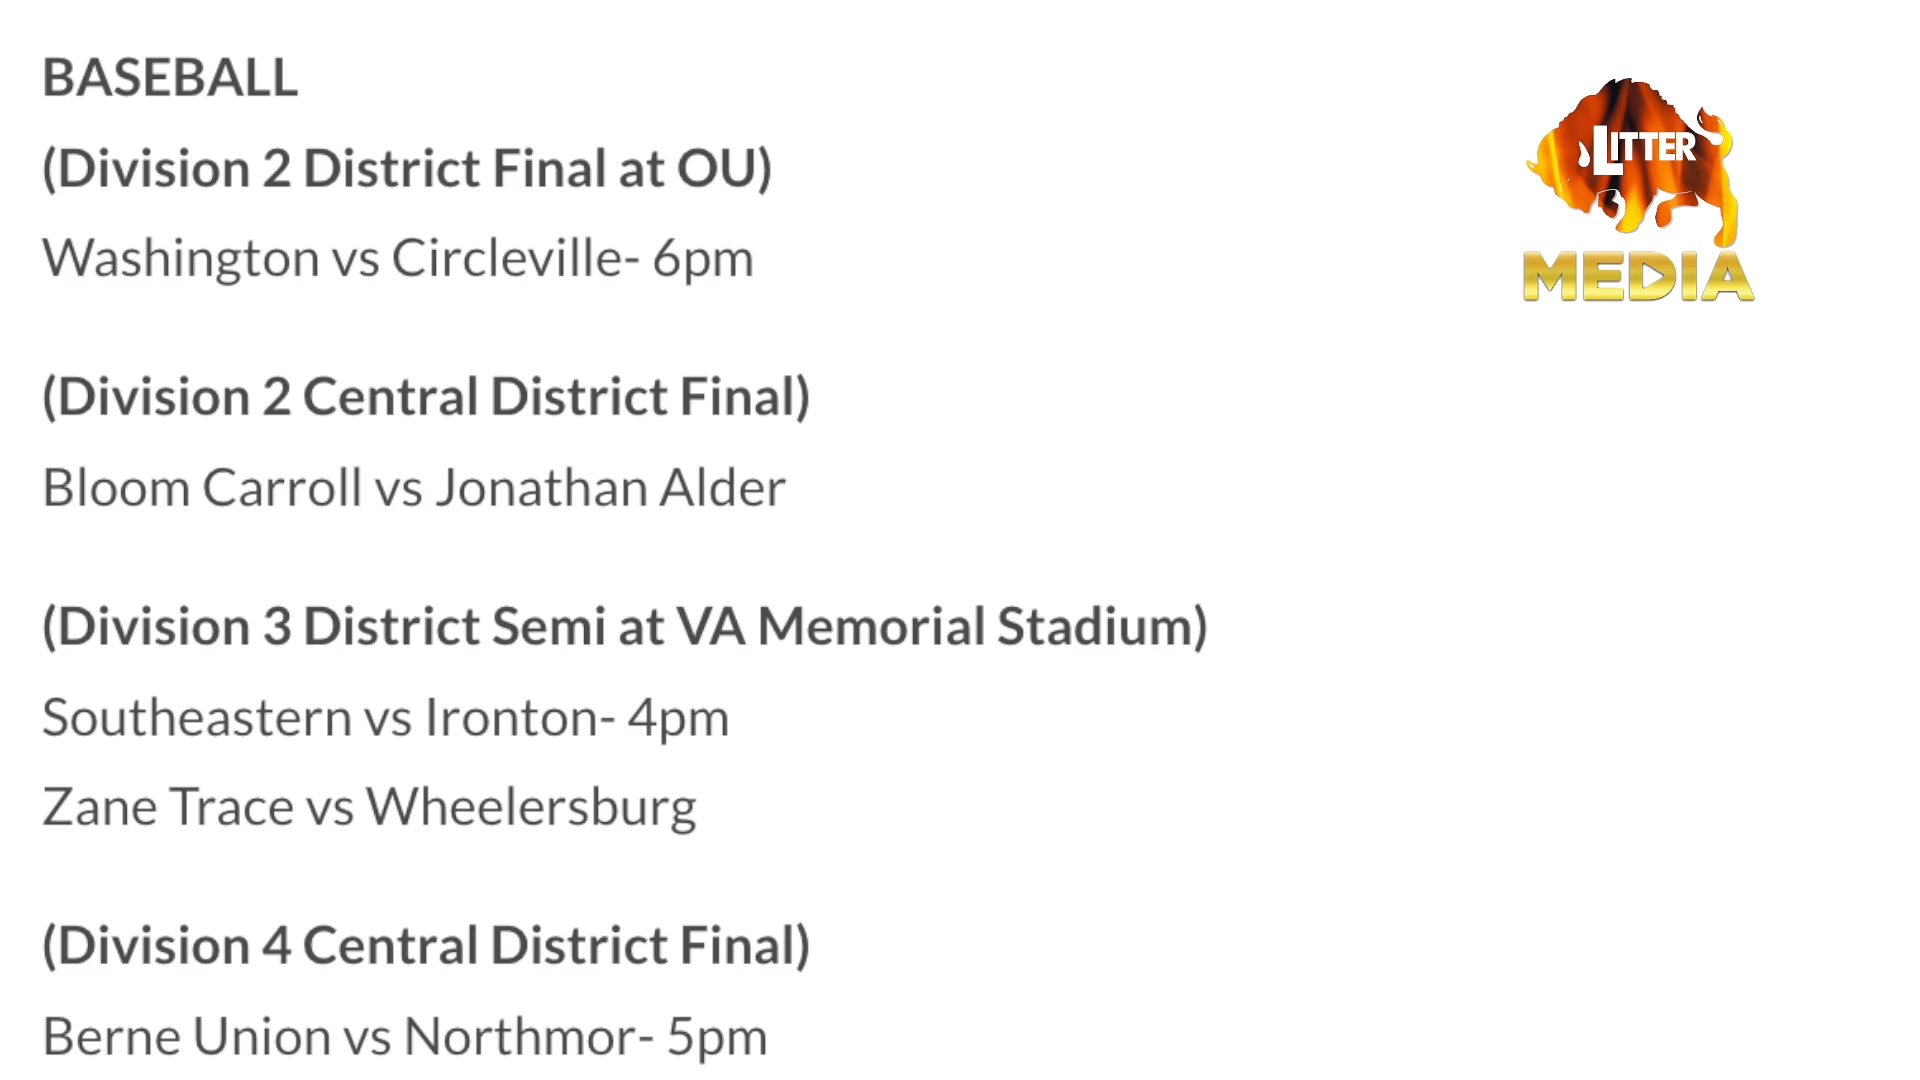 BASEBALL
(Division 2 District Final at OU)
Washington vs Circleville- 6pm
(Division 2 Central District Final)
Bloom Carroll vs Jonathan Alder
(Division 3 District Semi at VA Memorial Stadium)
Southeastern vs Ironton- 4pm
Zane Trace vs Wheelersburg
(Division 4 Central District Final)
Berne Union vs Northmor- 5pm
LITTER
MEDIA